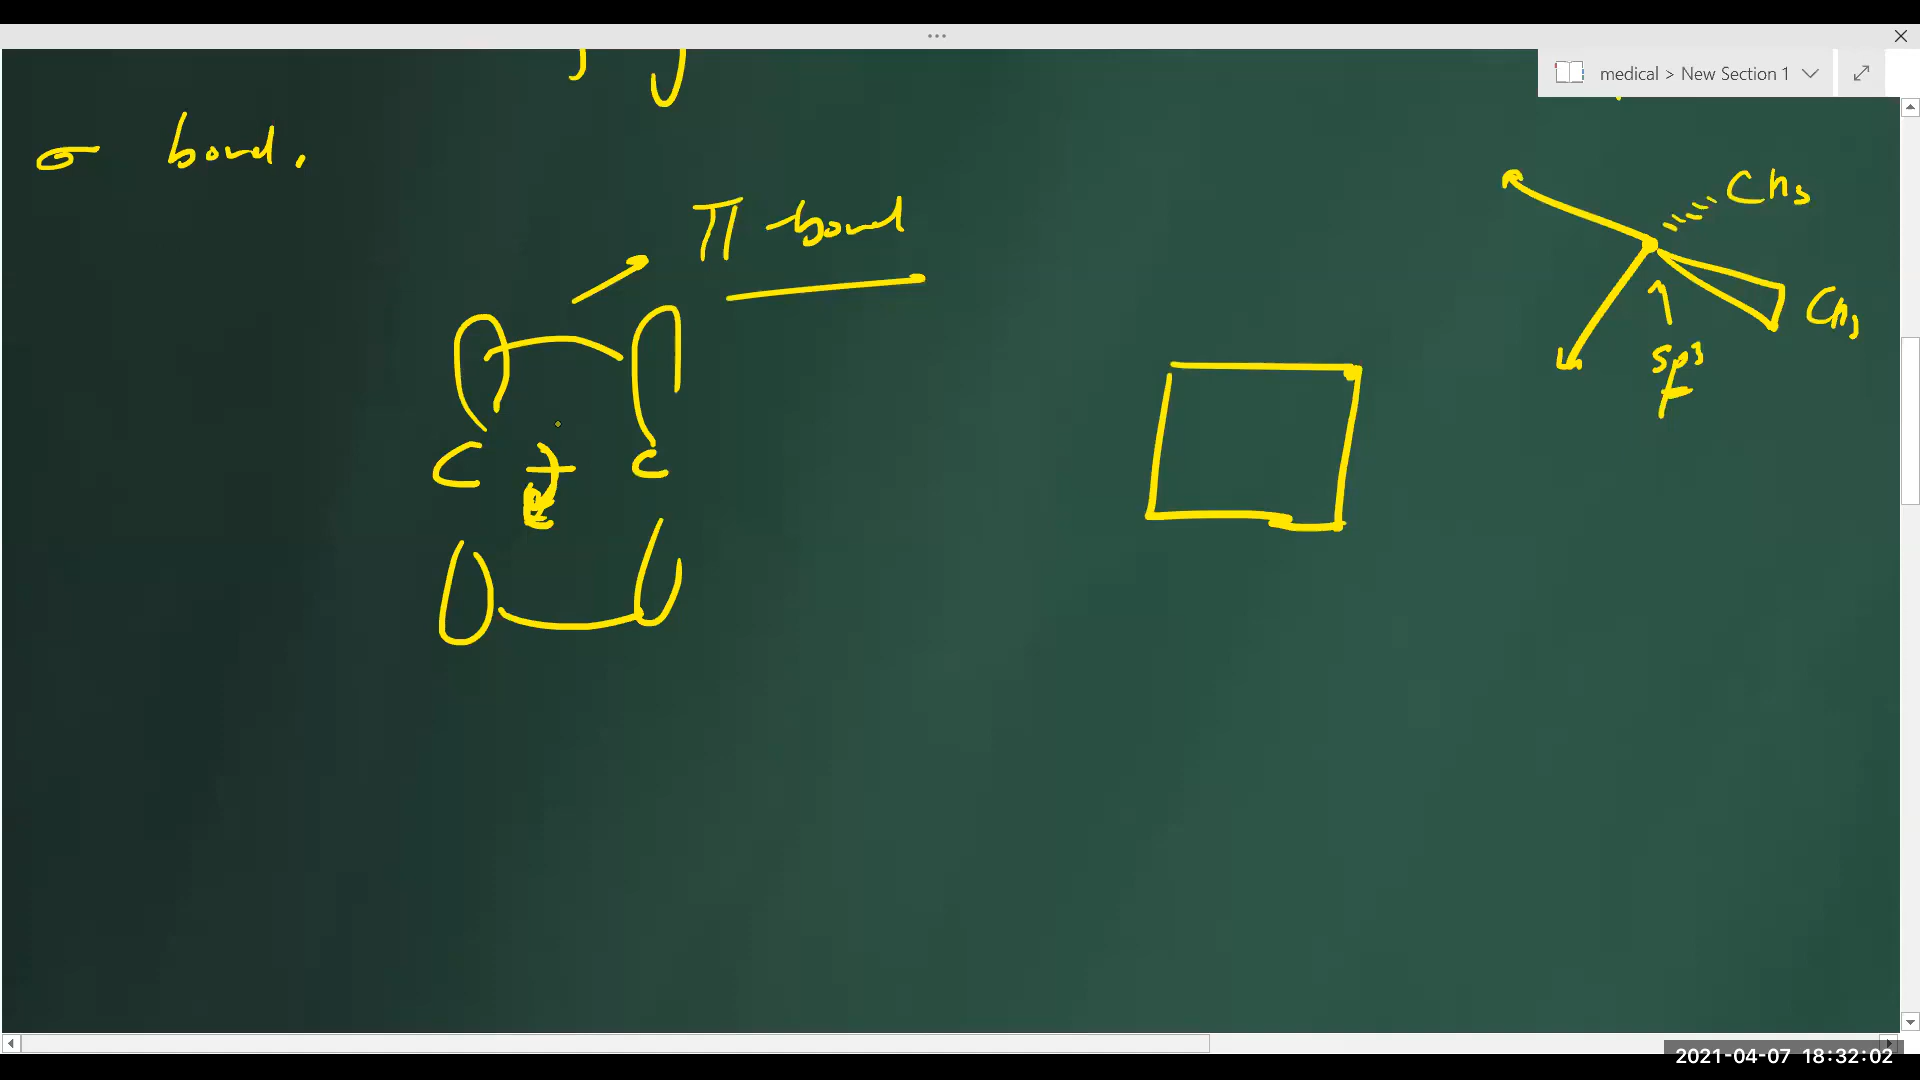 medical > New Section 1
σ bond.
π-bond
CH3
CH3
sp3
C C
2021-04-07 18:32:02